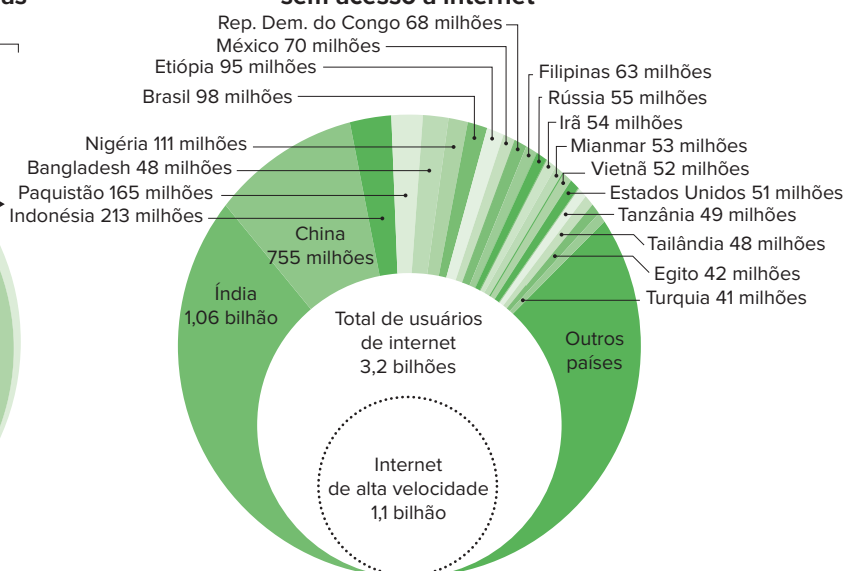 as
sem acesso à internet
Rep. Dem. do Congo 68 milhões
México 70 milhões
Etiópia 95 milhões
Brasil 98 milhões
Nigéria 111 milhões
Bangladesh 48 milhões
Paquistão 165 milhões
Indonésia 213 milhões
Filipinas 63 milhões
Rússia 55 milhões
Irã 54 milhões
Mianmar 53 milhões
Vietnã 52 milhões
Estados Unidos 51 milhões
Tanzânia 49 milhões
Tailândia 48 milhões
Egito 42 milhões
Turquia 41 milhões
China
755 milhões
Índia
1,06 bilhão
Total de usuários
de internet
3,2 bilhões
Outros
países
Internet
de alta velocidade
1,1 bilhão